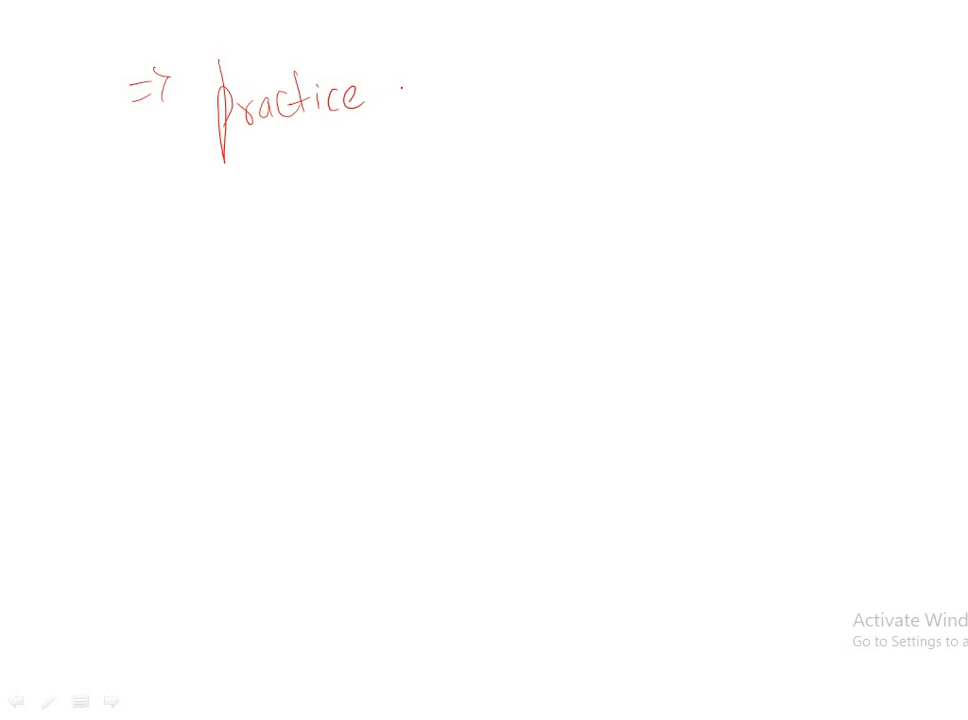 => practice .
Activate Wind
Go to Settings to a